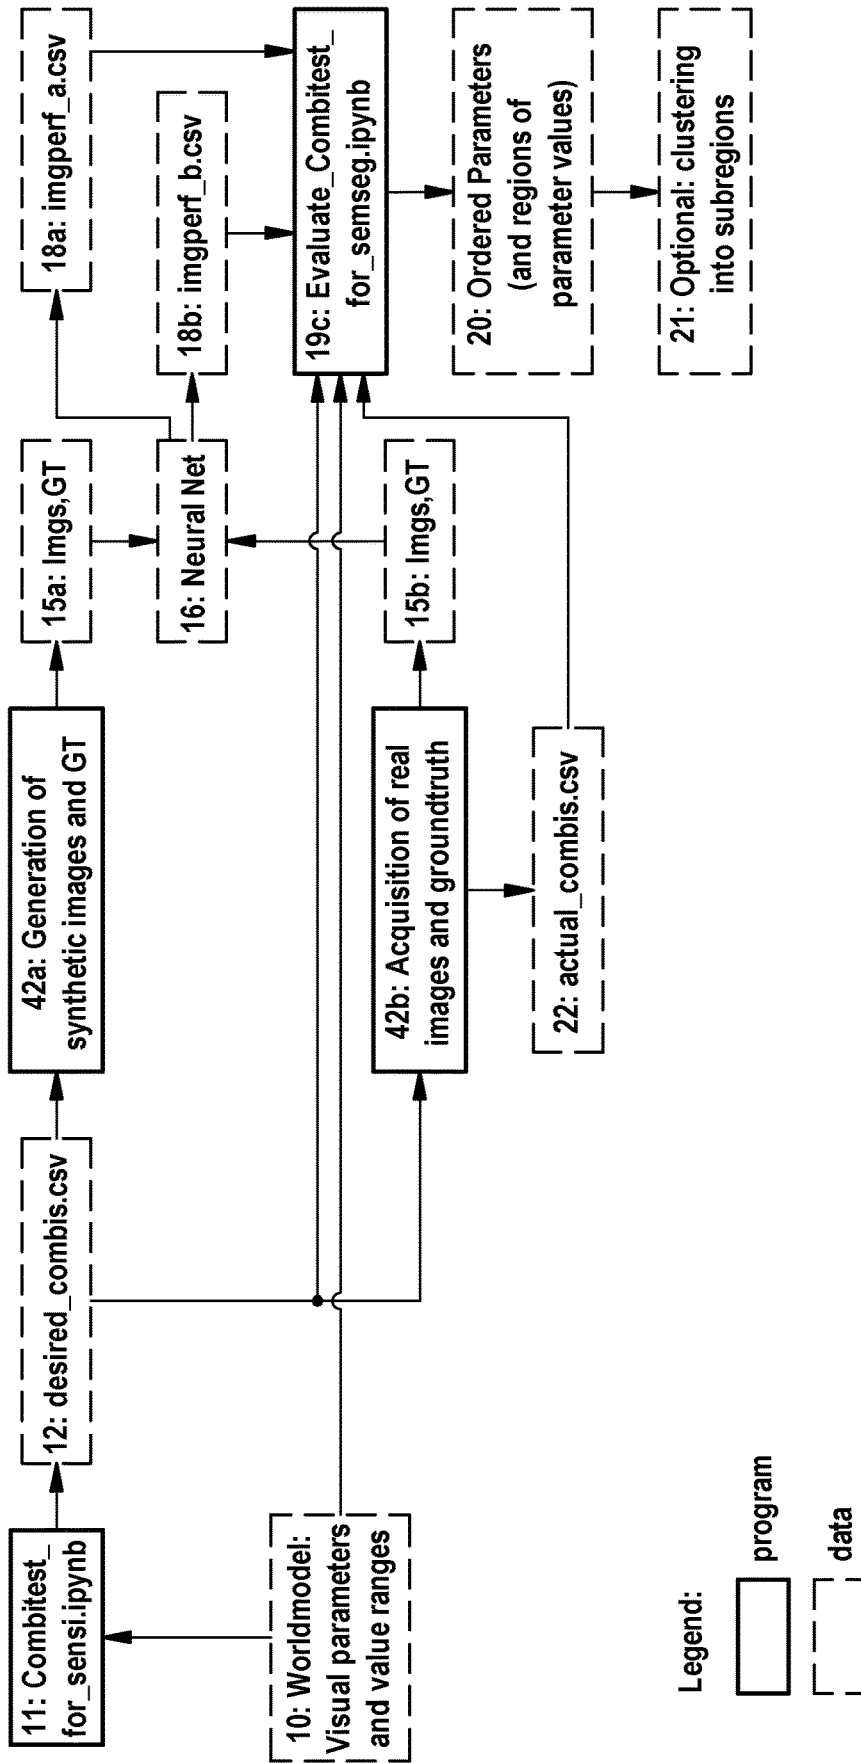 11: Combitest_
for_sensi.ipynb
12: desired_combis.csv
42a: Generation of
synthetic images and GT
15a: Imgs,GT
18a: imgperf_a.csv
16: Neural Net
18b: imgperf_b.csv
10: Worldmodel:
Visual parameters
and value ranges
19c: Evaluate_Combitest_
for_semseg.ipynb
42b: Acquisition of real
images and groundtruth
15b: Imgs,GT
20: Ordered Parameters
(and regions of
parameter values)
22: actual_combis.csv
21: Optional: clustering
into subregions
Legend:
program
data